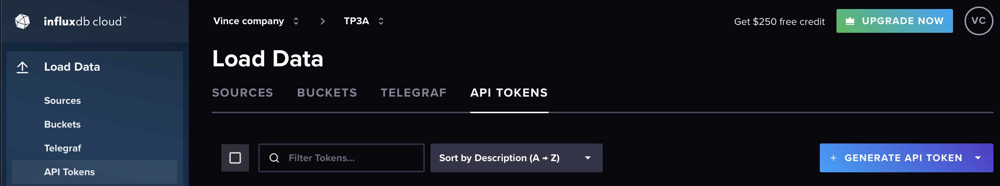 influxdb cloud™
Vince company > TP3A
Get $250 free credit
UPGRADE NOW
VC
Load Data
Sources
Buckets
Telegraf
API Tokens
Load Data
SOURCES BUCKETS TELEGRAF API TOKENS
Filter Tokens...
Sort by Description (A → Z)
+ GENERATE API TOKEN